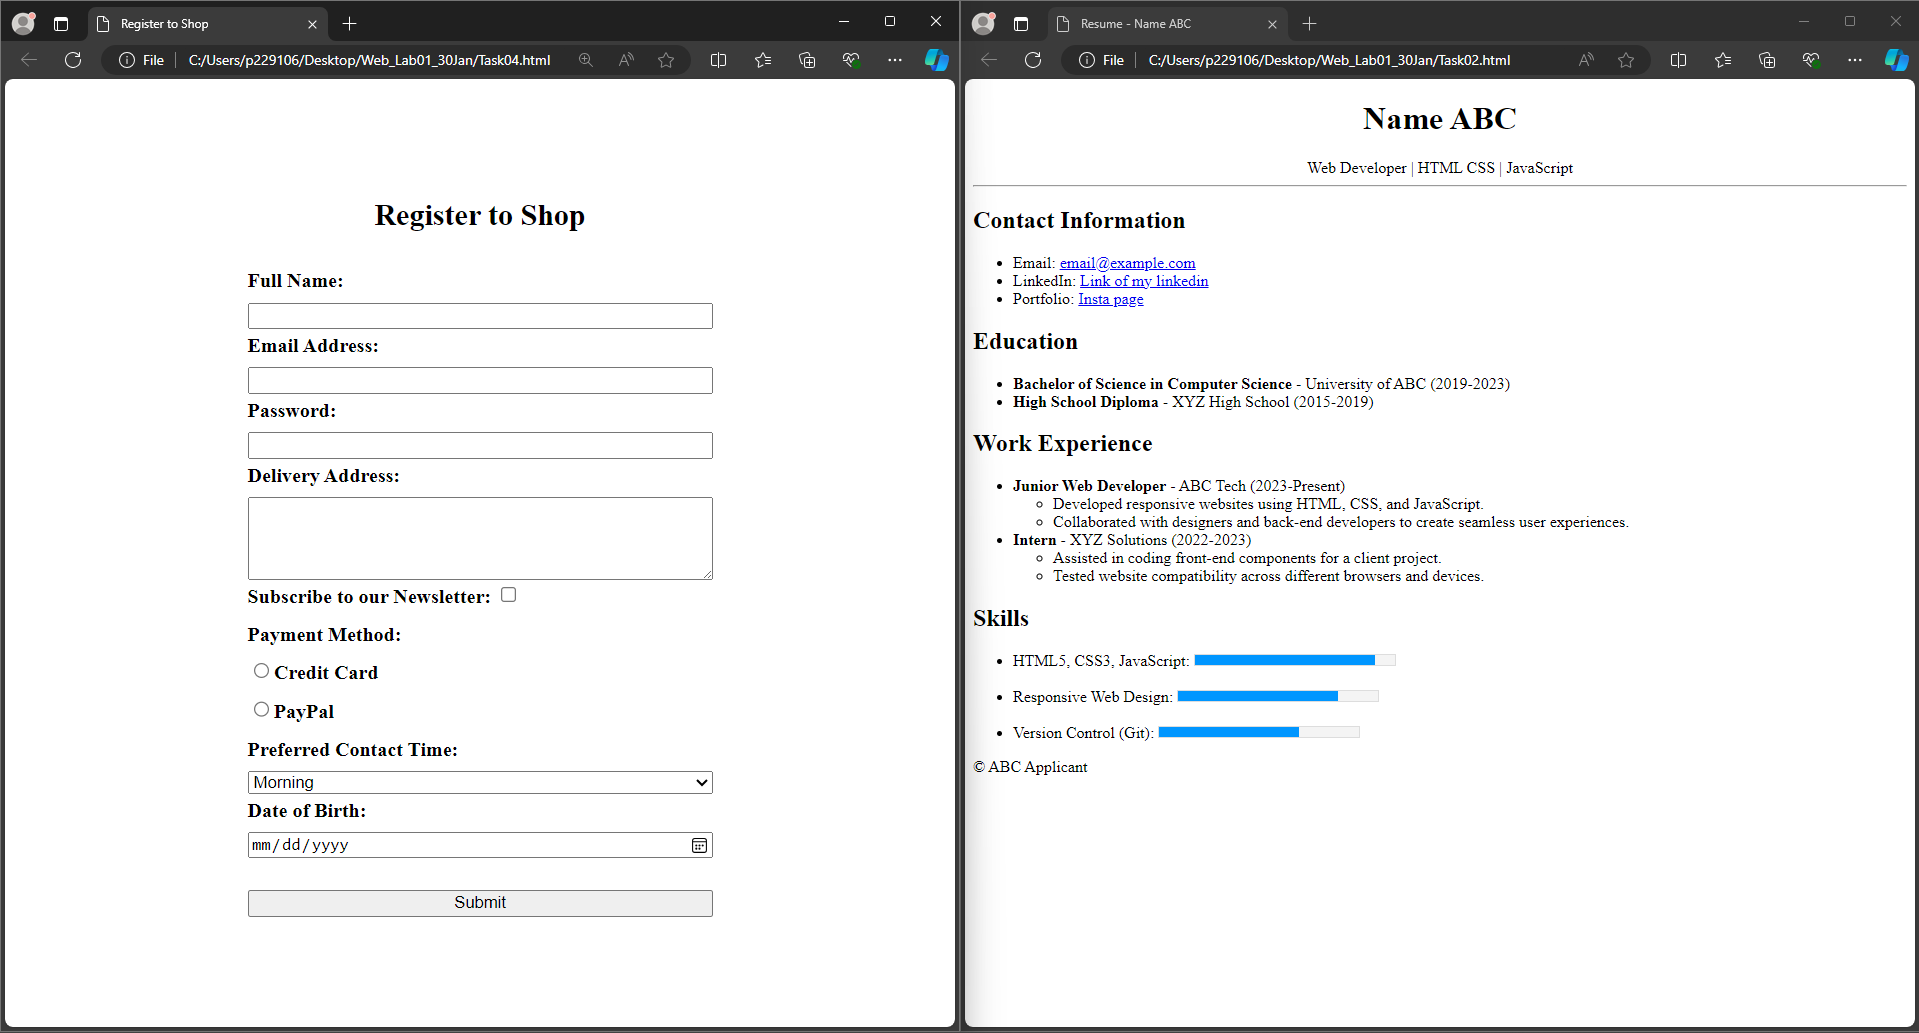 Register to Shop
File
C:/Users/p229106/Desktop/Web_Lab01_30Jan/Task04.html
Register to Shop
Full Name:
Email Address:
Password:
Delivery Address:
Subscribe to our Newsletter:
Payment Method:
Credit Card
PayPal
Preferred Contact Time:
Morning
Date of Birth:
mm/dd/yyyy
Submit
Resume - Name ABC
File
C:/Users/p229106/Desktop/Web_Lab01_30Jan/Task02.html
Name ABC
Web Developer | HTML CSS | JavaScript
Contact Information
• Email: email@example.com
• LinkedIn: Link of my linkedin
• Portfolio: Insta page
Education
• Bachelor of Science in Computer Science - University of ABC (2019-2023)
• High School Diploma - XYZ High School (2015-2019)
Work Experience
• Junior Web Developer - ABC Tech (2023-Present)
◦ Developed responsive websites using HTML, CSS, and JavaScript.
◦ Collaborated with designers and back-end developers to create seamless user experiences.
• Intern - XYZ Solutions (2022-2023)
◦ Assisted in coding front-end components for a client project.
◦ Tested website compatibility across different browsers and devices.
Skills
• HTML5, CSS3, JavaScript:
• Responsive Web Design:
• Version Control (Git):
© ABC Applicant